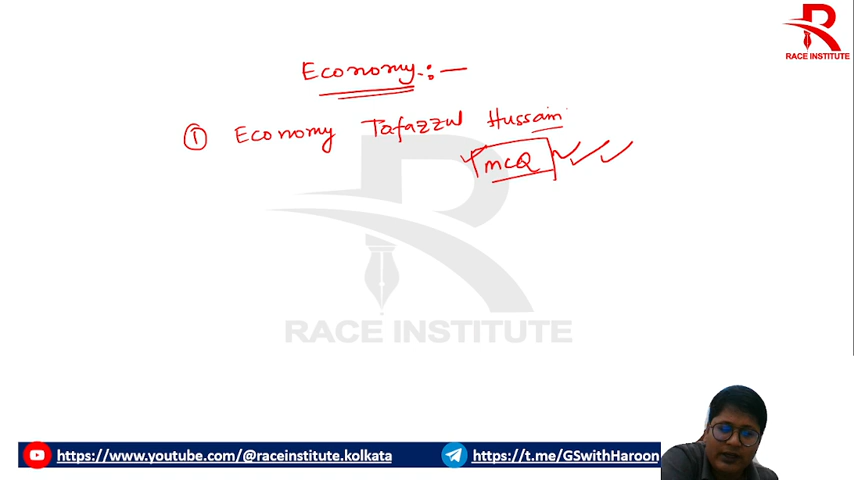 RACE INSTITUTE
Economy :-
① Economy Tafazzul Hussain
MCQ
RACE INSTITUTE
https://www.youtube.com/@raceinstitute.kolkata
https://t.me/GSwithHaroon